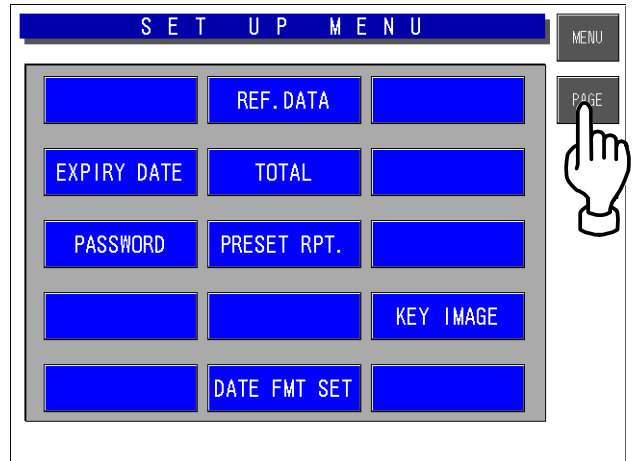 SET UP MENU
MENU
PAGE
REF.DATA
EXPIRY DATE
TOTAL
PASSWORD
PRESET RPT.
KEY IMAGE
DATE FMT SET